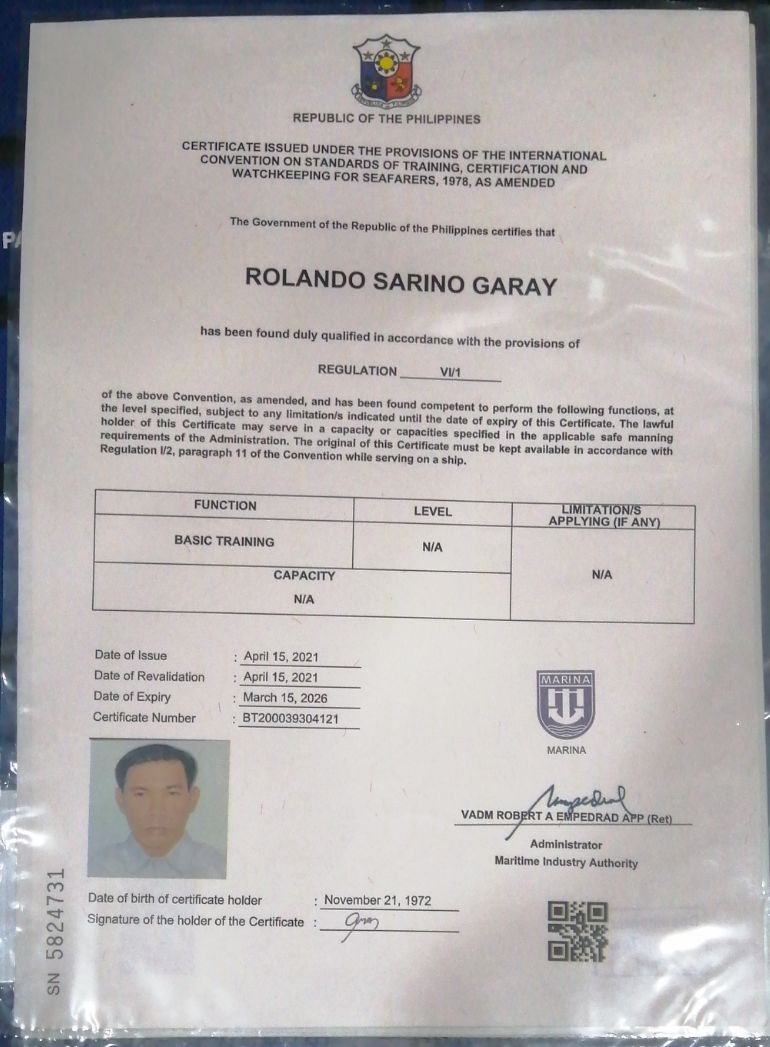 REPUBLIC OF THE PHILIPPINES
CERTIFICATE ISSUED UNDER THE PROVISIONS OF THE INTERNATIONAL
CONVENTION ON STANDARDS OF TRAINING, CERTIFICATION AND
WATCHKEEPING FOR SEAFARERS, 1978, AS AMENDED
The Government of the Republic of the Philippines certifies that
PA
ROLANDO SARINO GARAY
has been found duly qualified in accordance with the provisions of
REGULATION VI/1
of the above Convention, as amended, and has been found competent to perform the following functions, at
the level specified, subject to any limitation/s indicated until the date of expiry of this Certificate. The lawful
holder of this Certificate may serve in a capacity or capacities specified in the applicable safe manning
requirements of the Administration. The original of this Certificate must be kept available in accordance with
Regulation I/2, paragraph 11 of the Convention while serving on a ship.
FUNCTION LEVEL LIMITATION/S
APPLYING (IF ANY)
BASIC TRAINING N/A N/A
CAPACITY
N/A
Date of Issue : April 15, 2021
Date of Revalidation : April 15, 2021
Date of Expiry : March 15, 2026
Certificate Number : BT200039304121
MARINA
MARINA
VADM ROBERT A EMPEDRAD AFP (Ret)
Administrator
Maritime Industry Authority
Date of birth of certificate holder : November 21, 1972
Signature of the holder of the Certificate :
SN 5824731